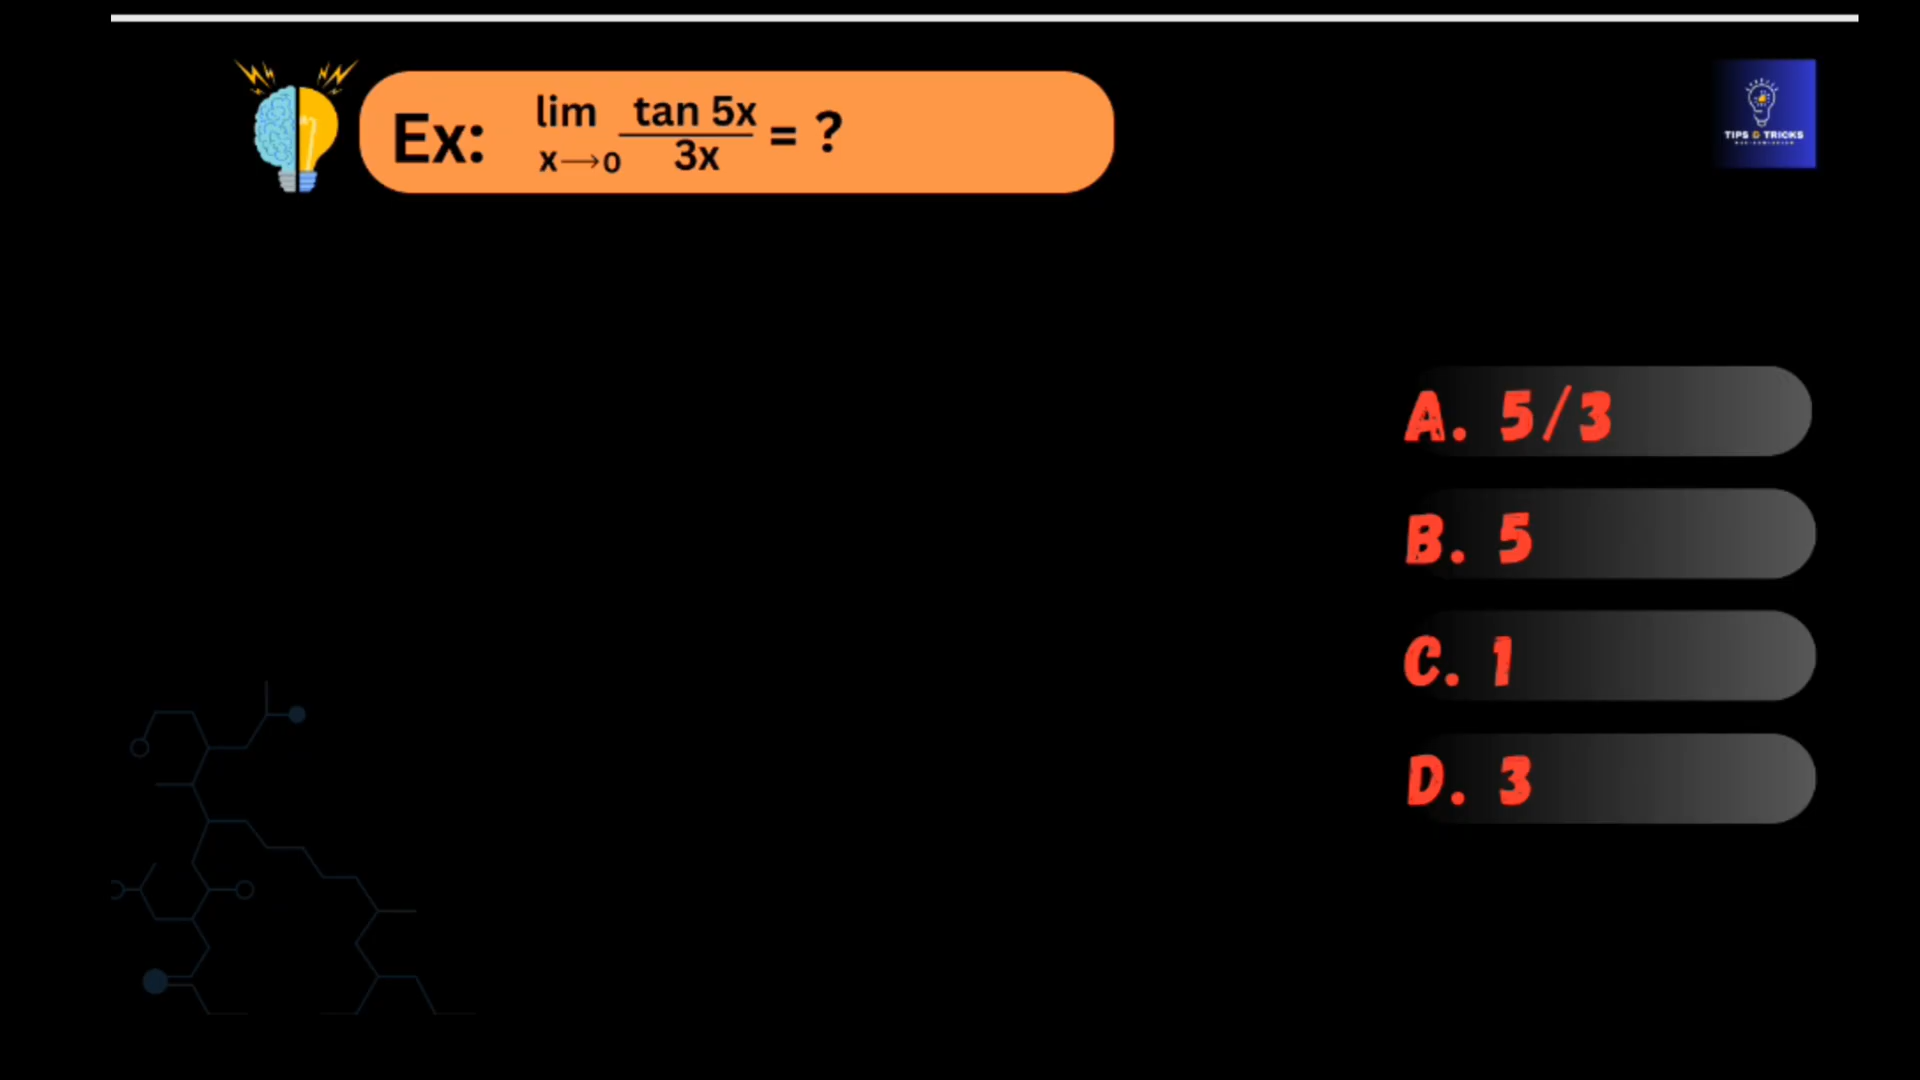 Ex: lim x→0 tan 5x / 3x = ?
TIPS & TRICKS
A. 5/3
B. 5
C. 1
D. 3